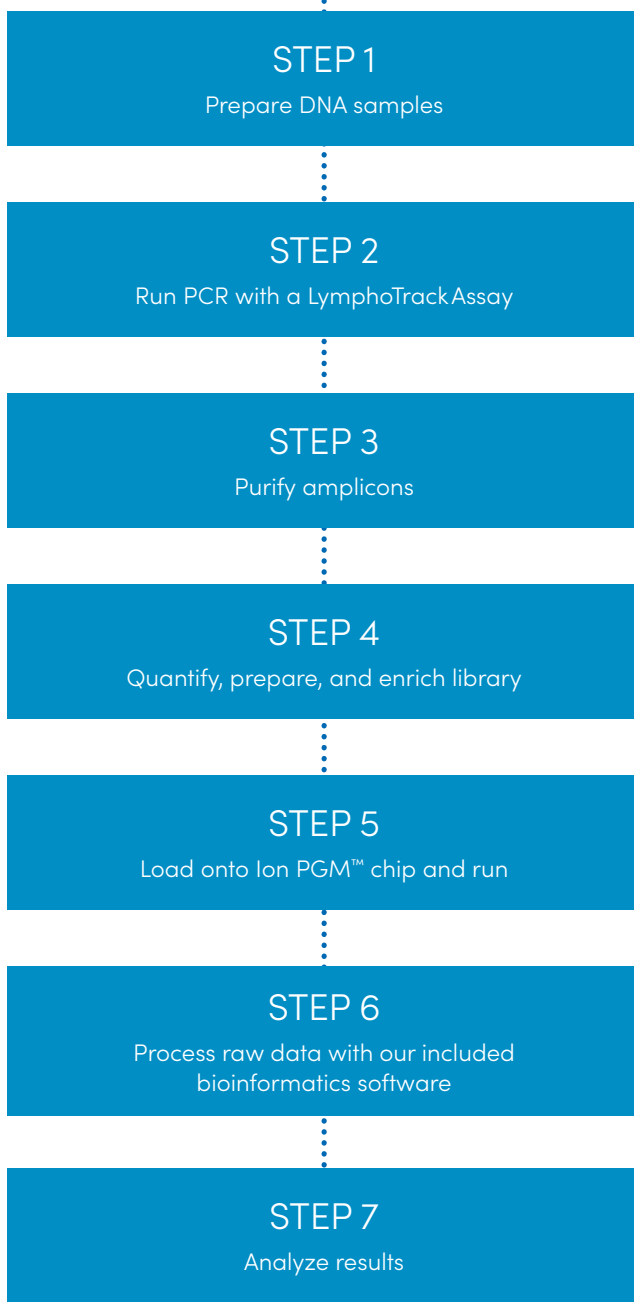 STEP 1
Prepare DNA samples
STEP 2
Run PCR with a LymphoTrack Assay
STEP 3
Purify amplicons
STEP 4
Quantify, prepare, and enrich library
STEP 5
Load onto Ion PGM™ chip and run
STEP 6
Process raw data with our included
bioinformatics software
STEP 7
Analyze results